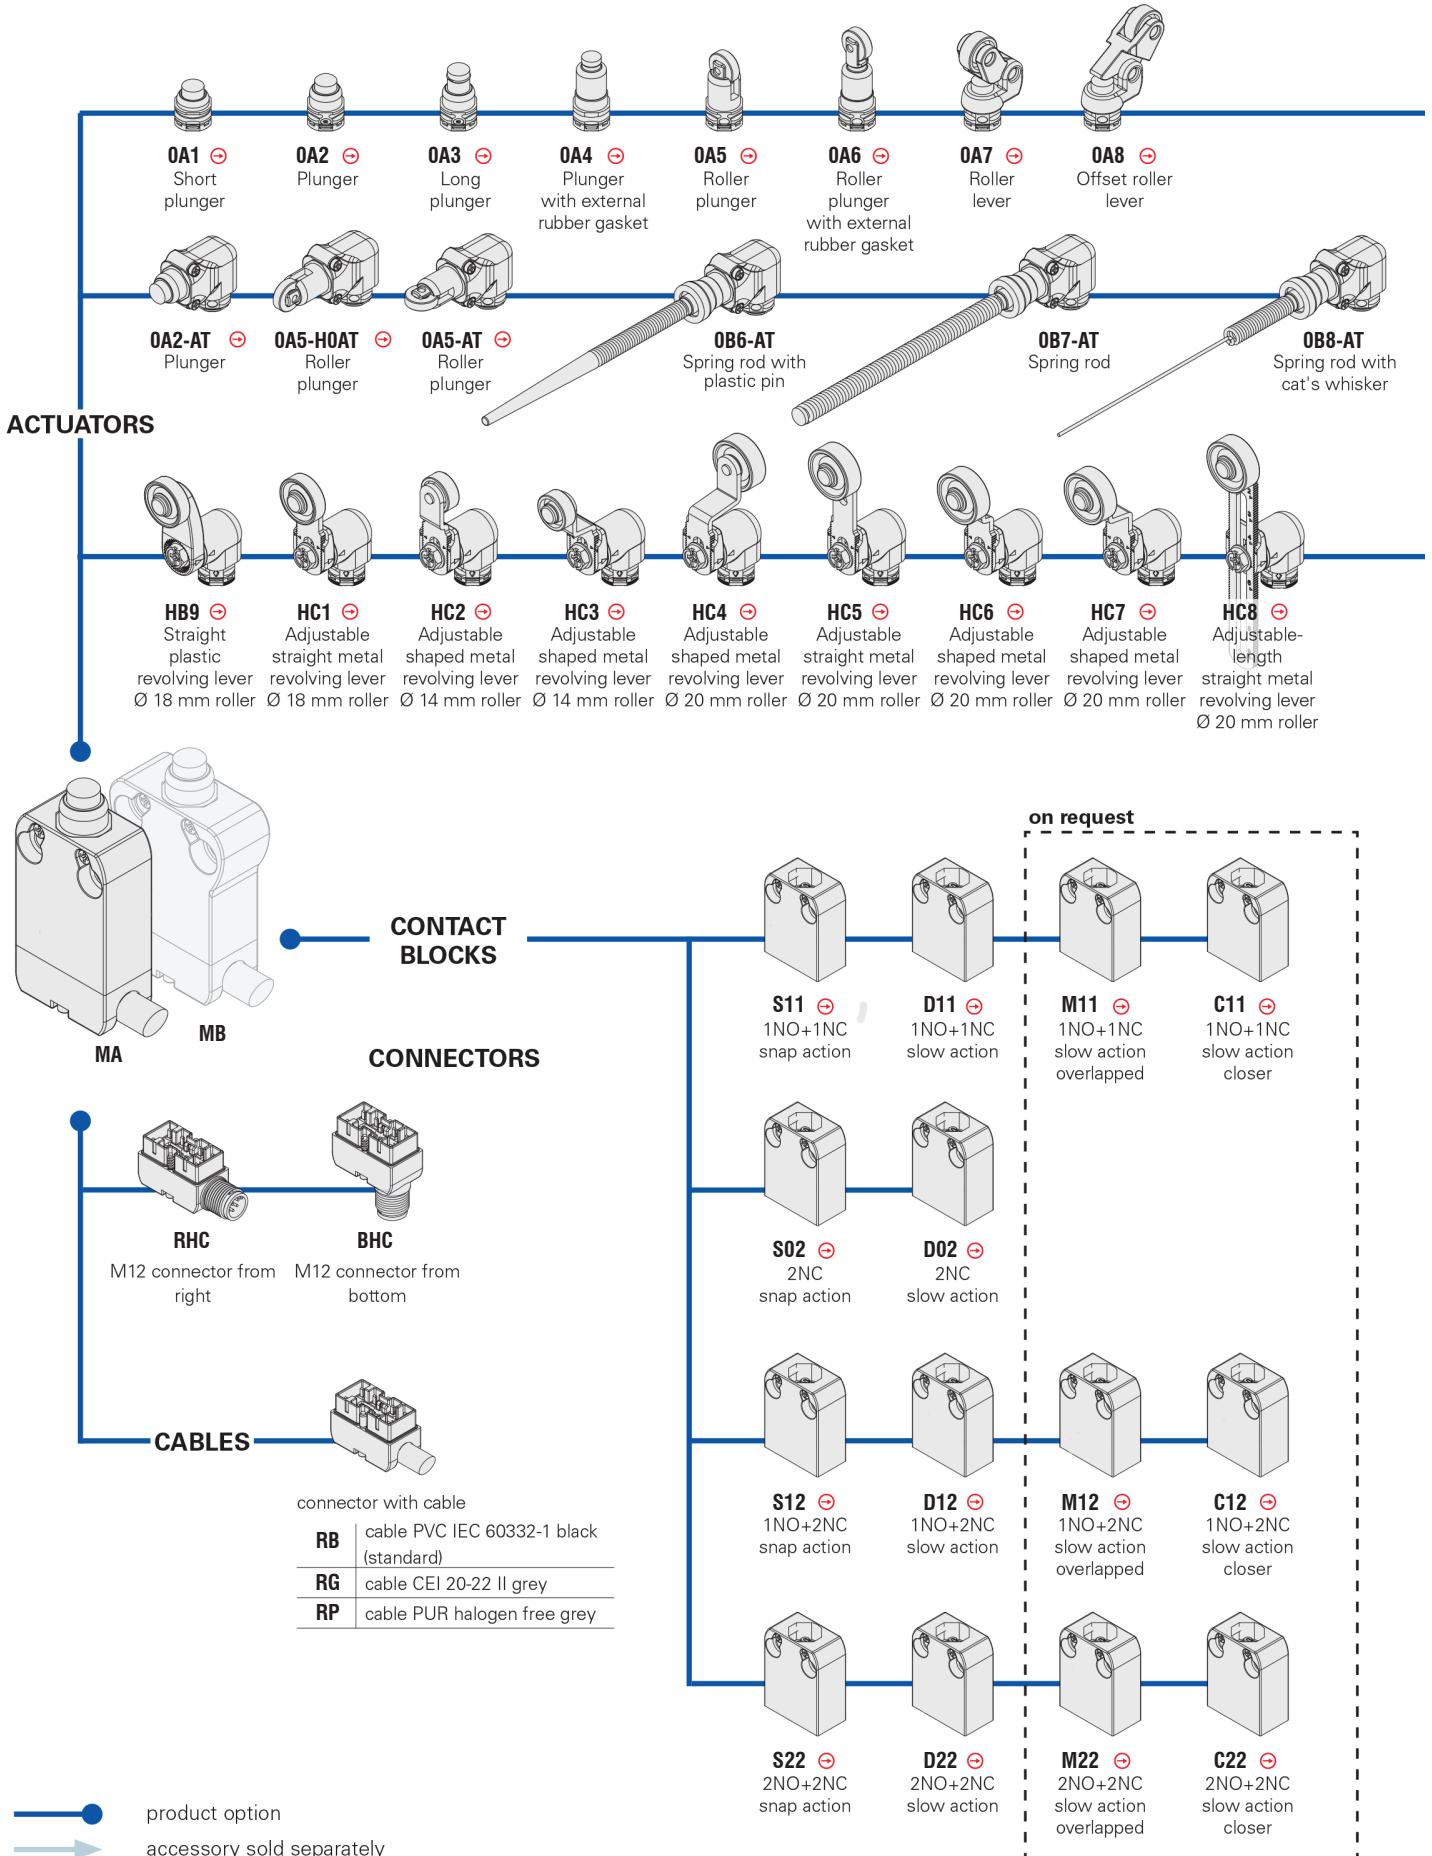 0A1
Short
plunger
0A2
Plunger
0A3
Long
plunger
0A4
Plunger
with external
rubber gasket
0A5
Roller
plunger
0A6
Roller
plunger
with external
rubber gasket
0A7
Roller
lever
0A8
Offset roller
lever
0A2-AT
Plunger
0A5-H0AT
Roller
plunger
0A5-AT
Roller
plunger
0B6-AT
Spring rod with
plastic pin
0B7-AT
Spring rod
0B8-AT
Spring rod with
cat's whisker
ACTUATORS
HB9
Straight
plastic
revolving lever
Ø 18 mm roller
HC1
Adjustable
straight metal
revolving lever
Ø 18 mm roller
HC2
Adjustable
shaped metal
revolving lever
Ø 14 mm roller
HC3
Adjustable
shaped metal
revolving lever
Ø 14 mm roller
HC4
Adjustable
shaped metal
revolving lever
Ø 20 mm roller
HC5
Adjustable
straight metal
revolving lever
Ø 20 mm roller
HC6
Adjustable
shaped metal
revolving lever
Ø 20 mm roller
HC7
Adjustable
shaped metal
revolving lever
Ø 20 mm roller
HC8
Adjustable-
length
straight metal
revolving lever
Ø 20 mm roller
MA
MB
CONTACT
BLOCKS
on request
S11
1NO+1NC
snap action
D11
1NO+1NC
slow action
M11
1NO+1NC
slow action
overlapped
C11
1NO+1NC
slow action
closer
CONNECTORS
RHC
M12 connector from
right
BHC
M12 connector from
bottom
S02
2NC
snap action
D02
2NC
slow action
CABLES
connector with cable
RB cable PVC IEC 60332-1 black
(standard)
RG cable CEI 20-22 II grey
RP cable PUR halogen free grey
S12
1NO+2NC
snap action
D12
1NO+2NC
slow action
M12
1NO+2NC
slow action
overlapped
C12
1NO+2NC
slow action
closer
S22
2NO+2NC
snap action
D22
2NO+2NC
slow action
M22
2NO+2NC
slow action
overlapped
C22
2NO+2NC
slow action
closer
product option
accessory sold separately